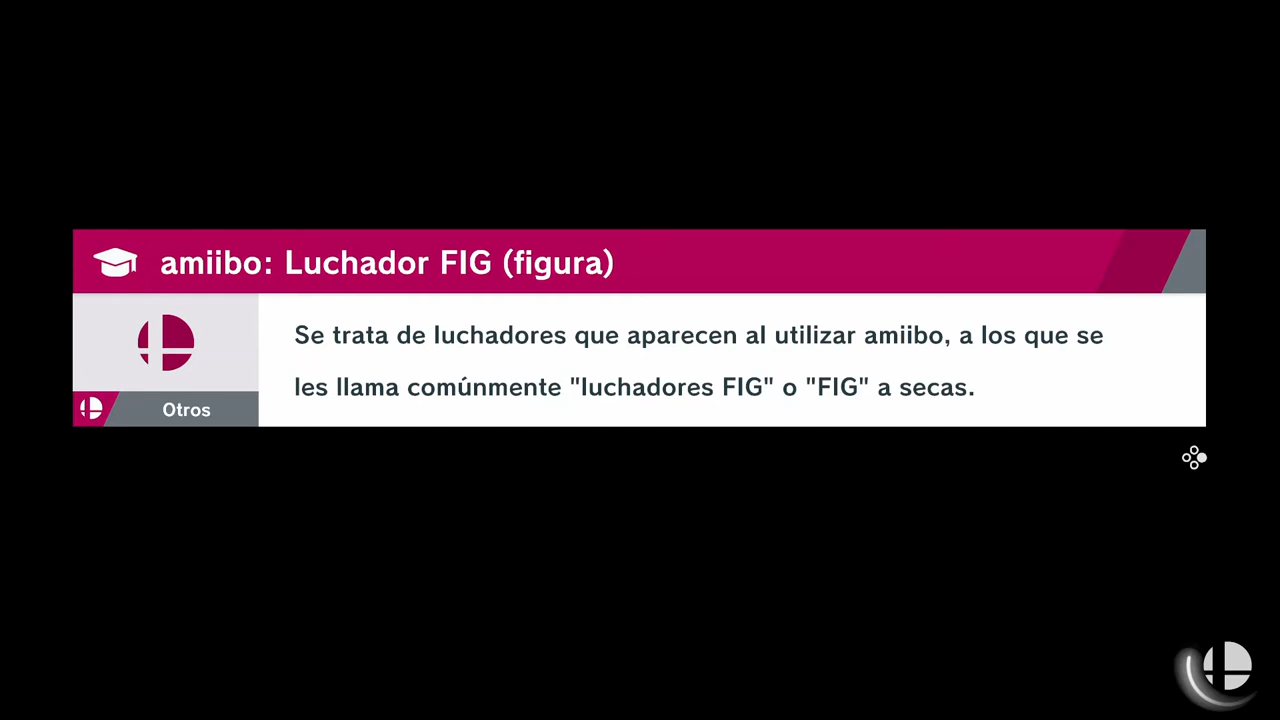 amiibo: Luchador FIG (figura)
Se trata de luchadores que aparecen al utilizar amiibo, a los que se
les llama comúnmente "luchadores FIG" o "FIG" a secas.
Otros